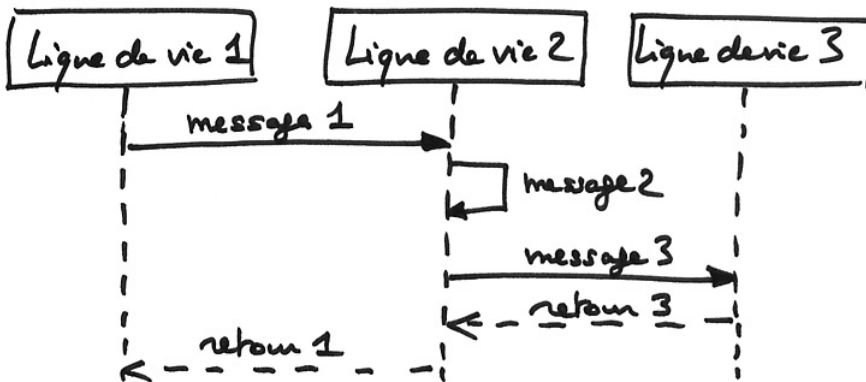 Ligne de vie 1
Ligne de vie 2
Ligne de vie 3
message 1
message 2
message 3
retour 3
retour 1